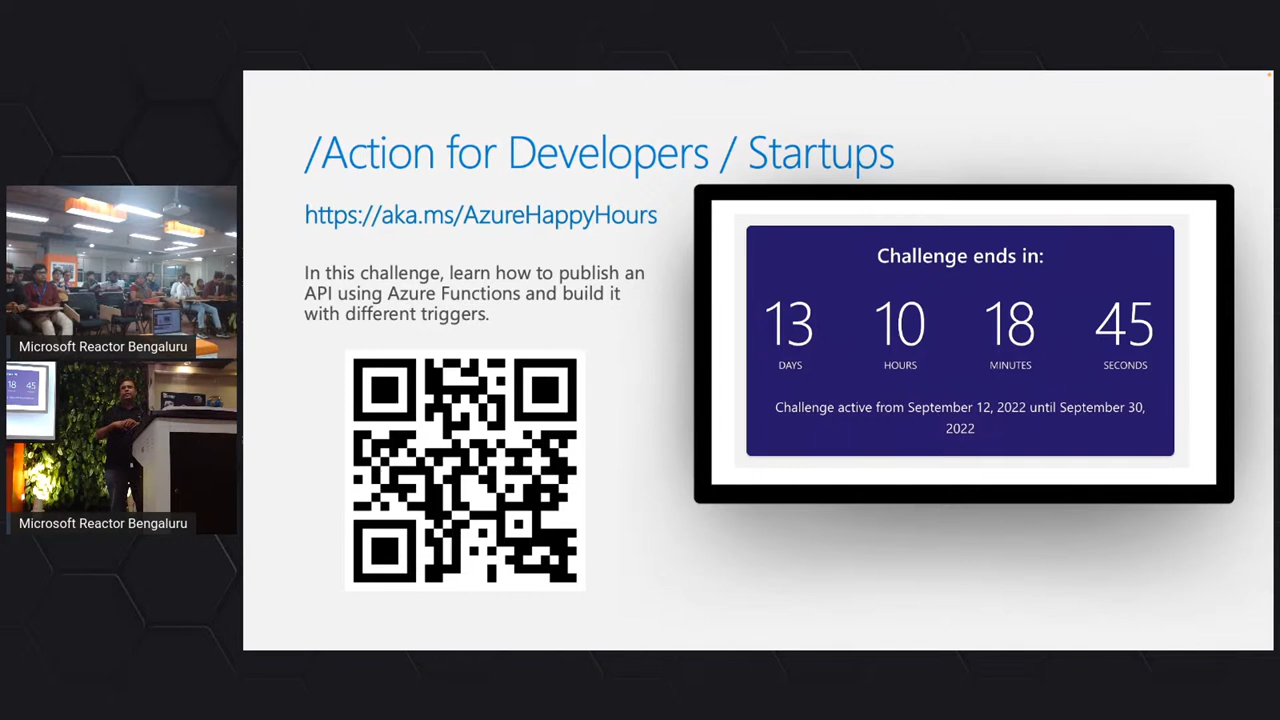 /Action for Developers / Startups
https://aka.ms/AzureHappyHours
In this challenge, learn how to publish an
API using Azure Functions and build it
with different triggers.
Challenge ends in:
13 10 18 45
DAYS HOURS MINUTES SECONDS
Challenge active from September 12, 2022 until September 30,
2022
Microsoft Reactor Bengaluru
18 45
Microsoft Reactor Bengaluru